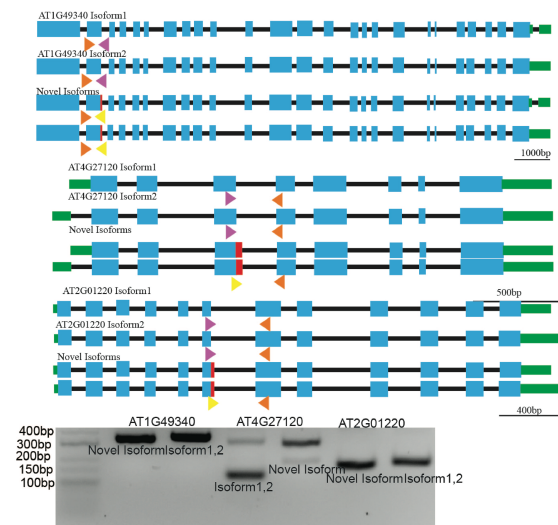 AT1G49340 Isoform1
AT1G49340 Isoform2
Novel Isoforms
1000bp
AT4G27120 Isoform1
AT4G27120 Isoform2
Novel Isoforms
500bp
AT2G01220 Isoform1
AT2G01220 Isoform2
Novel Isoforms
400bp
AT1G49340 AT4G27120 AT2G01220
400bp
300bp
200bp
150bp
100bp
Novel Isoform Isoform1,2
Isoform1,2 Novel Isoform
Novel Isoform Isoform1,2